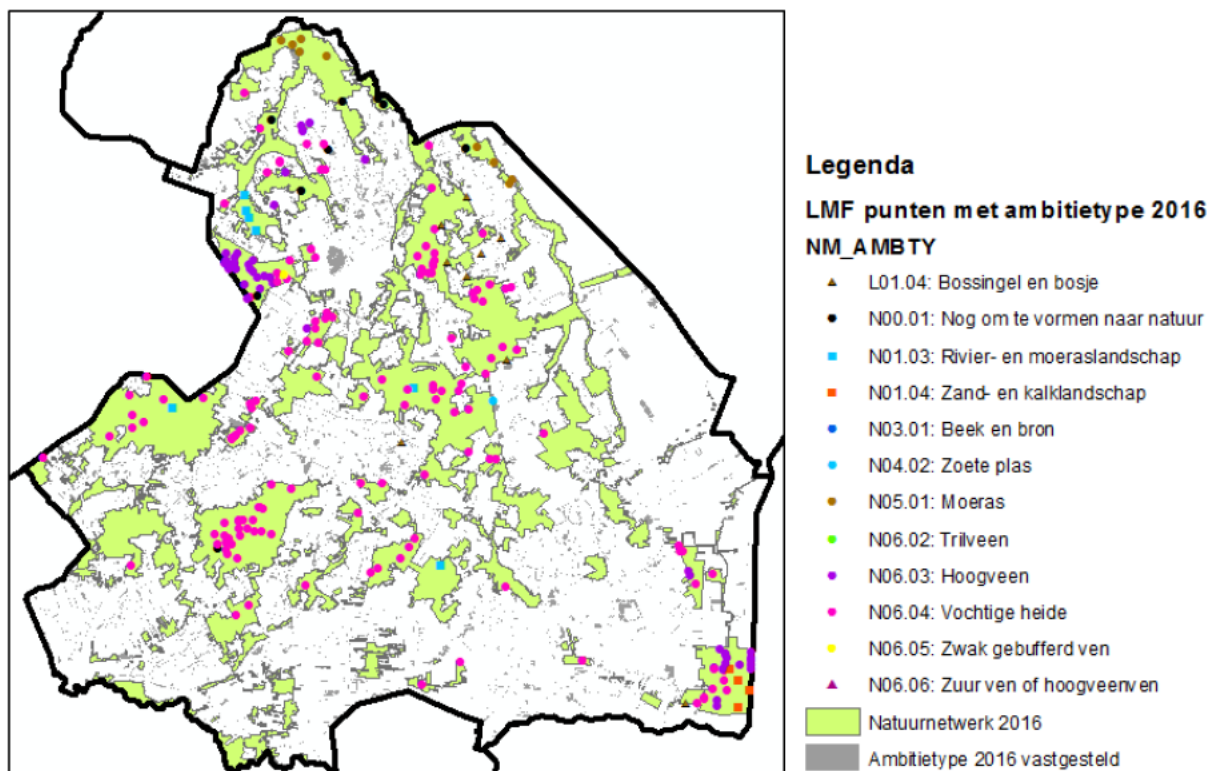 Legenda
LMF punten met ambitietype 2016
NM_AMBTY
L01.04: Bossingel en bosje
N00.01: Nog om te vormen naar natuur
N01.03: Rivier- en moeraslandschap
N01.04: Zand- en kalklandschap
N03.01: Beek en bron
N04.02: Zoete plas
N05.01: Moeras
N06.02: Trilveen
N06.03: Hoogveen
N06.04: Vochtige heide
N06.05: Zwak gebufferd ven
N06.06: Zuur ven of hoogveenven
Natuurnetwerk 2016
Ambitietype 2016 vastgesteld